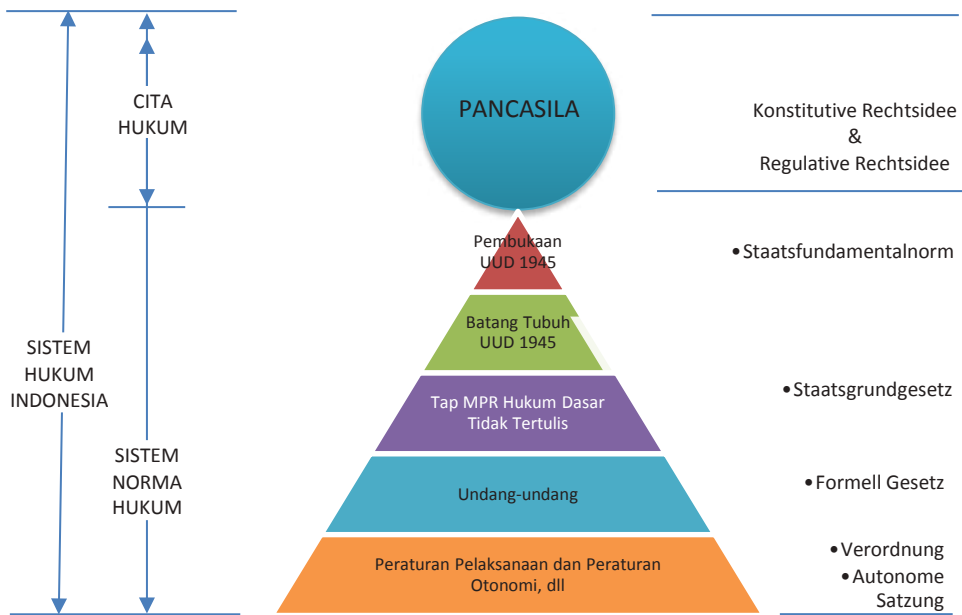 CITA
HUKUM
SISTEM
HUKUM
INDONESIA
SISTEM
NORMA
HUKUM
PANCASILA
Pembukaan
UUD 1945
Batang Tubuh
UUD 1945
Tap MPR Hukum Dasar
Tidak Tertulis
Undang-undang
Peraturan Pelaksanaan dan Peraturan
Otonomi, dll
Konstitutive Rechtsidee
&
Regulative Rechtsidee
•Staatsfundamentalnorm
•Staatsgrundgesetz
•Formell Gesetz
•Verordnung
•Autonome
Satzung